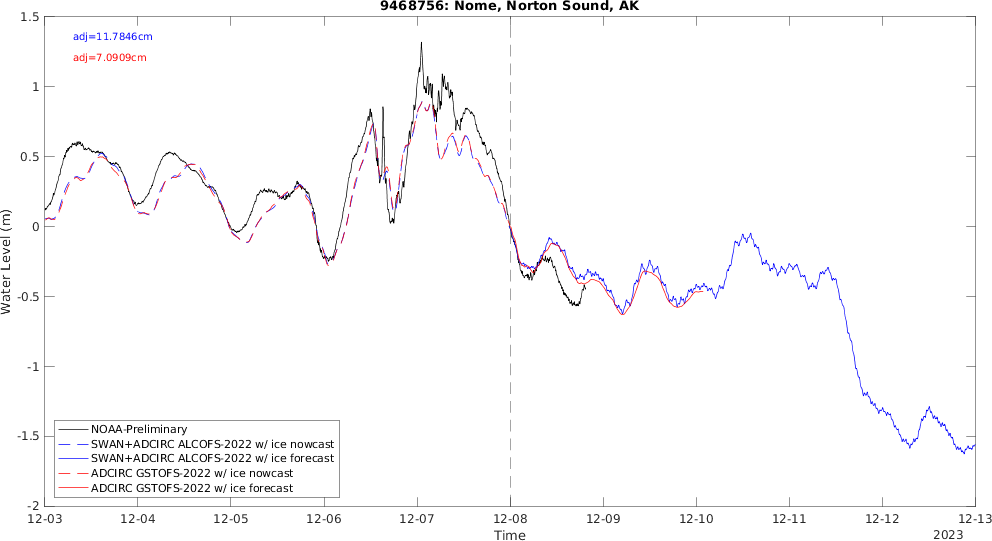 9468756: Nome, Norton Sound, AK
adj=11.7846cm
adj=7.0909cm
1.5
1
0.5
0
-0.5
-1
-1.5
-2
Water Level (m)
NOAA-Preliminary
SWAN+ADCIRC ALCOFS-2022 w/ ice nowcast
SWAN+ADCIRC ALCOFS-2022 w/ ice forecast
ADCIRC GSTOFS-2022 w/ ice nowcast
ADCIRC GSTOFS-2022 w/ ice forecast
12-03 12-04 12-05 12-06 12-07 12-08 12-09 12-10 12-11 12-12 12-13
Time
2023